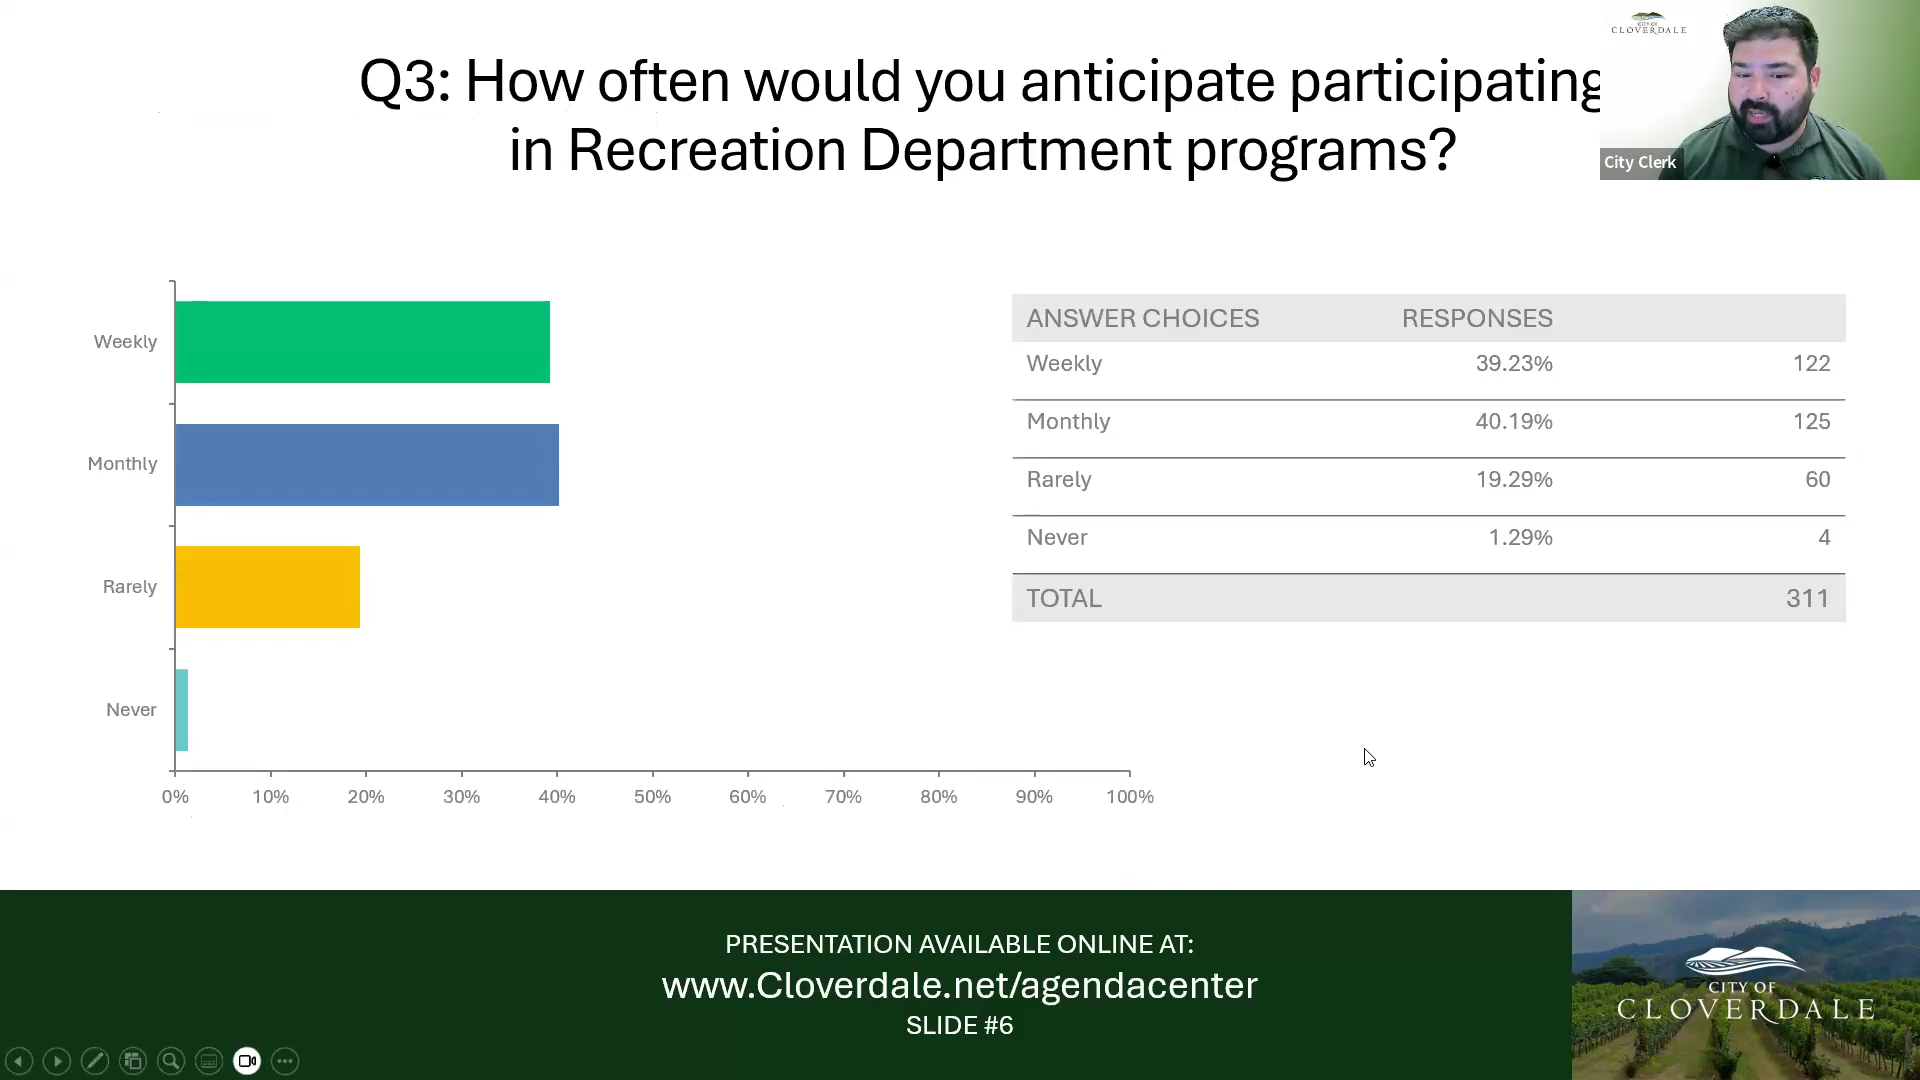 Q3: How often would you anticipate participating
in Recreation Department programs?
CITY OF
CLOVERDALE
City Clerk
Weekly
Monthly
Rarely
Never
0% 10% 20% 30% 40% 50% 60% 70% 80% 90% 100%
ANSWER CHOICES RESPONSES
Weekly 39.23% 122
Monthly 40.19% 125
Rarely 19.29% 60
Never 1.29% 4
TOTAL 311
PRESENTATION AVAILABLE ONLINE AT:
www.Cloverdale.net/agendacenter
SLIDE #6
CITY OF
CLOVERDALE